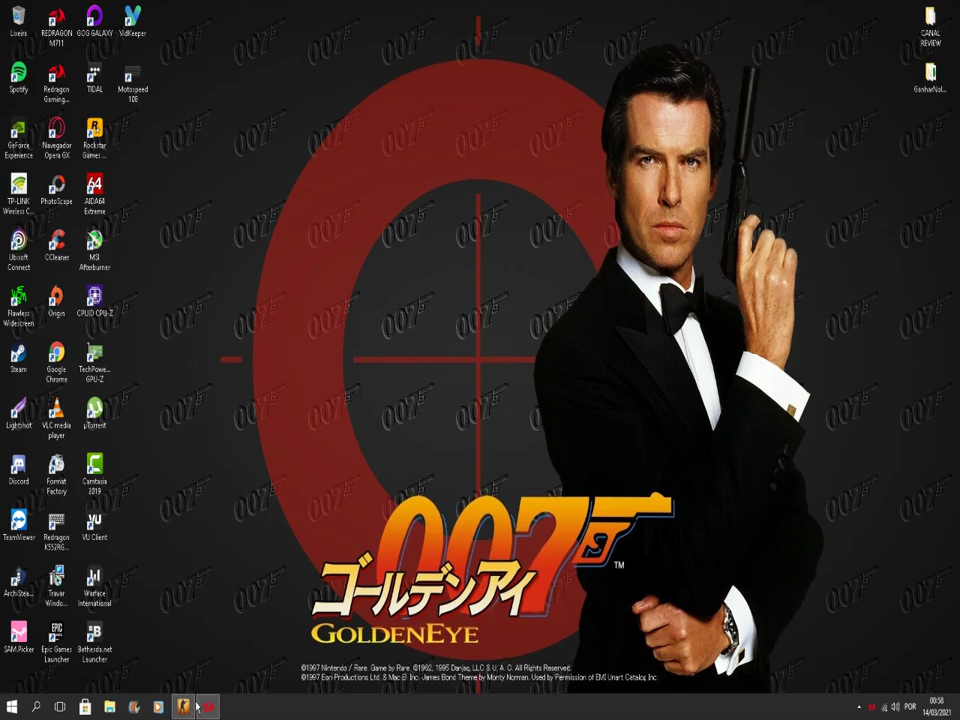 Lixeira
REDRAGON M711
GOG GALAXY
VidKeeper
Spotify
Redragon Gaming...
TIDAL
Motospeed 108
GeForce Experience
Navegador Opera GX
Rockstar Games ...
TP-LINK Wireless C...
PhotoScape
64
AIDA64 Extreme
Ubisoft Connect
CCleaner
MSI Afterburner
Flawless Widescreen
Origin
CPUID CPU-Z
Steam
Google Chrome
TechPowe... GPU-Z
Lightshot
VLC media player
µTorrent
Discord
Format Factory
Camtasia 2019
TeamViewer
Redragon K552RG...
VU Client
ArchiStea...
Travar Windo...
Warface International
SAM.Picker
EPIC GAMES
Epic Games Launcher
Bethesda.net Launcher
CANAL REVIEW
GanharNol...
007
TM
ゴールデンアイ
GOLDENEYE
©1997 Nintendo / Rare. Game by Rare. ©1962, 1995 Danjaq, LLC & U. A. C. All Rights Reserved.
©1997 Eon Productions Ltd. & Mac B. Inc. James Bond Theme by Monty Norman. Used by Permission of EMI Unart Catalog, Inc.
POR
00:58
14/03/2021